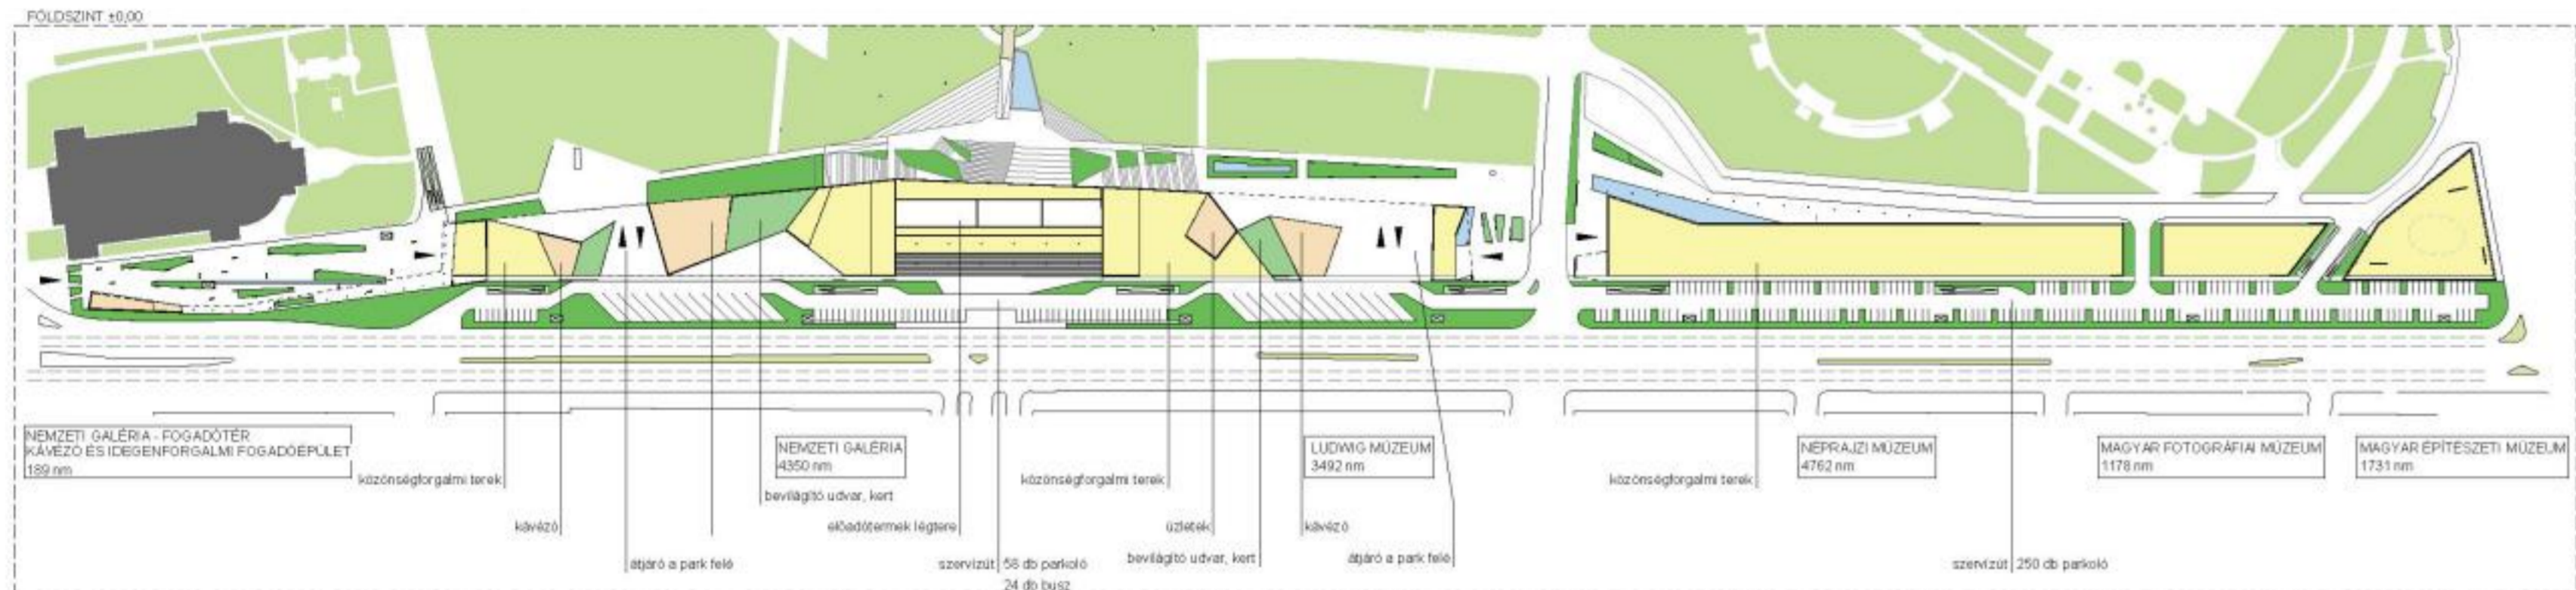 FÖLDSZINT ±0,00
NEMZETI GALÉRIA - FOGADÓTÉR
KÁVÉZÓ ÉS IDEGENFORGALMI FOGADÓÉPÜLET
189 nm
NEMZETI GALÉRIA
4350 nm
LUDWIG MÚZEUM
3492 nm
NÉPRAJZI MÚZEUM
4762 nm
MAGYAR FOTOGRÁFIAI MÚZEUM
1178 nm
MAGYAR ÉPÍTÉSZETI MÚZEUM
1731 nm
közönségforgalmi terek
közönségforgalmi terek
közönségforgalmi terek
bevilágító udvar, kert
kávézó
előadótermek légtere
üzletek
kávézó
átjáró a park felé
szervízút 58 db parkoló
24 db busz
bevilágító udvar, kert
átjáró a park felé
szervízút 250 db parkoló